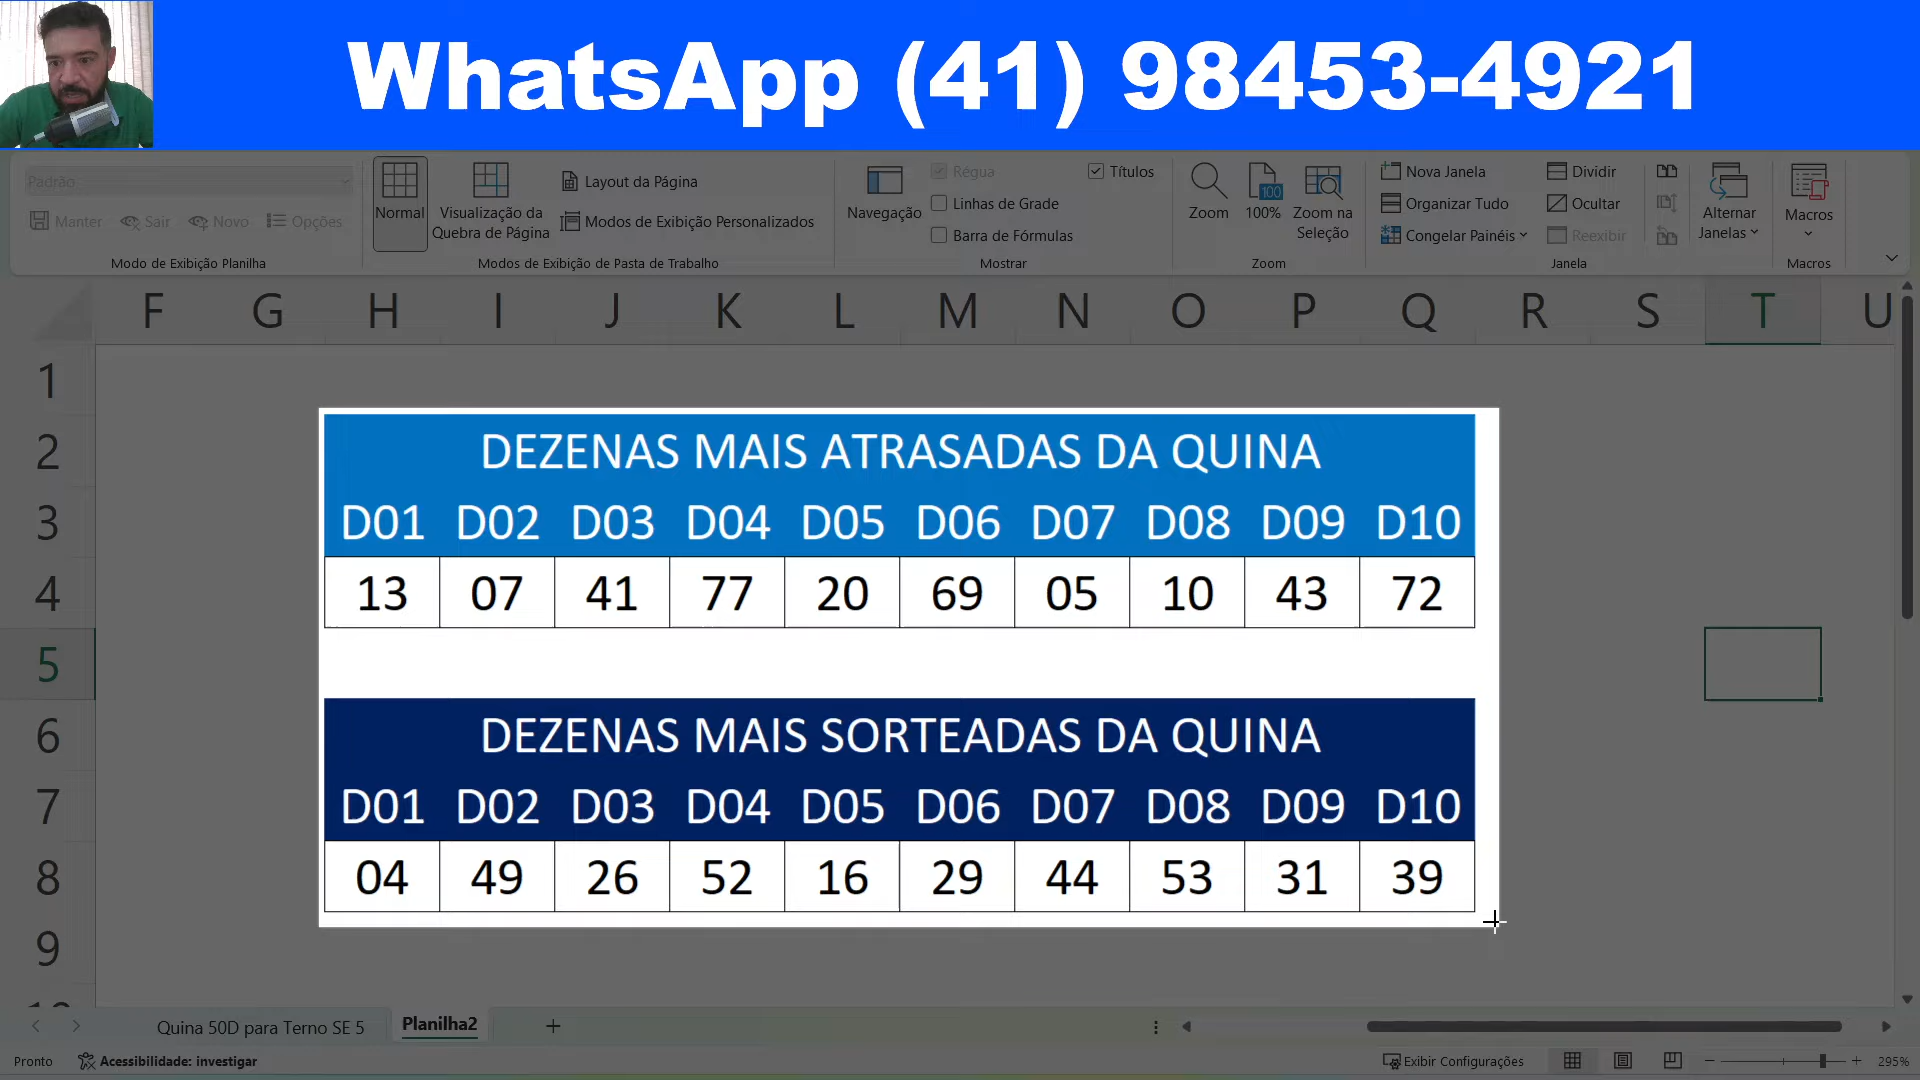 WhatsApp (41) 98453-4921
Padrão
Manter Sair Novo Opções
Modo de Exibição Planilha
Normal
Visualização da
Quebra de Página
Layout da Página
Modos de Exibição Personalizados
Modos de Exibição de Pasta de Trabalho
Navegação
Régua Títulos
Linhas de Grade
Barra de Fórmulas
Mostrar
Zoom
100
100%
Zoom na
Seleção
Zoom
Nova Janela
Organizar Tudo
Congelar Painéis
Dividir
Ocultar
Reexibir
Janela
Alternar
Janelas
Macros
Macros
F G H I J K L M N O P Q R S T U
1
2 DEZENAS MAIS ATRASADAS DA QUINA
3 D01 D02 D03 D04 D05 D06 D07 D08 D09 D10
4 13 07 41 77 20 69 05 10 43 72
5
6 DEZENAS MAIS SORTEADAS DA QUINA
7 D01 D02 D03 D04 D05 D06 D07 D08 D09 D10
8 04 49 26 52 16 29 44 53 31 39
9
10
Quina 50D para Terno SE 5 Planilha2
Pronto Acessibilidade: investigar Exibir Configurações 295%